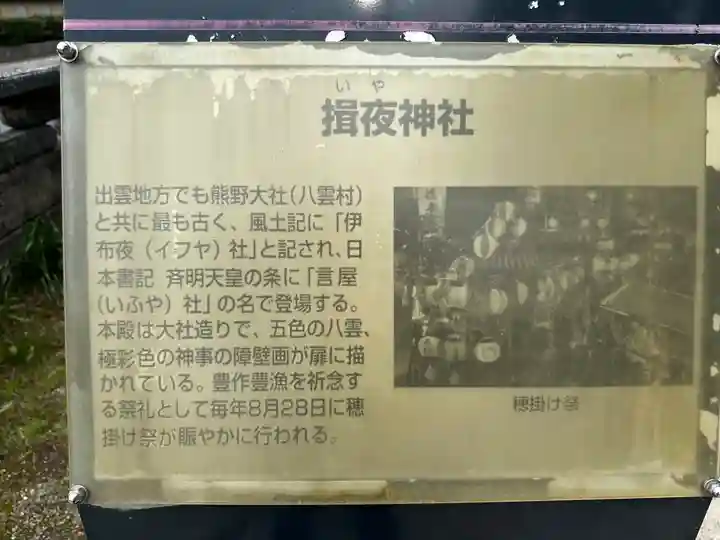 いや
揖夜神社
出雲地方でも熊野大社(八雲村)
と共に最も古く、風土記に「伊
布夜(イフヤ)社」と記され、日
本書記 斉明天皇の条に「言屋
(いふや)社」の名で登場する。
本殿は大社造りで、五色の八雲、
極彩色の神事の障壁画が扉に描
かれている。豊作豊漁を祈念す
る祭礼として毎年8月28日に穂
掛け祭が賑やかに行われる。
穂掛け祭